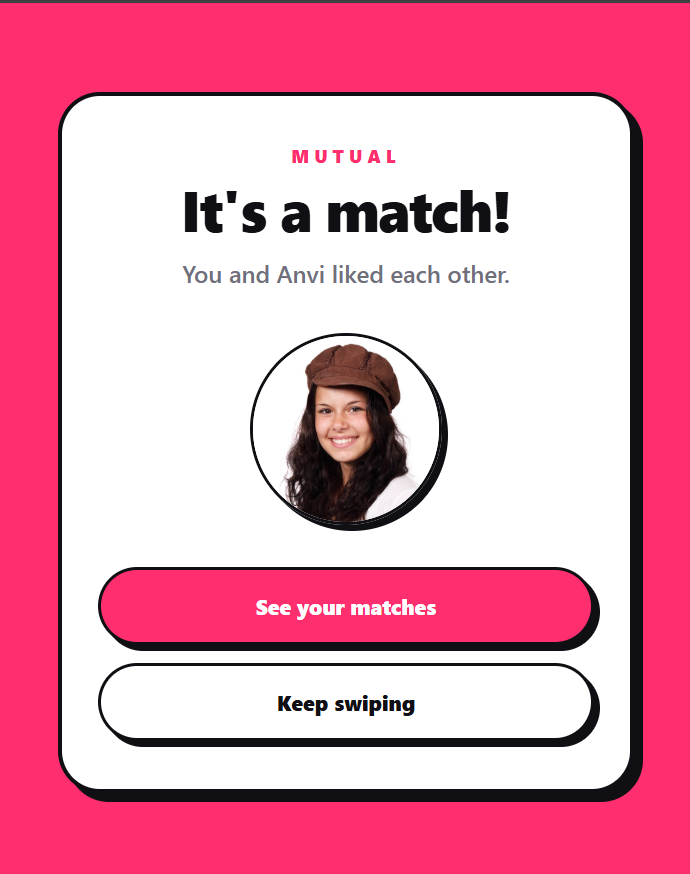 MUTUAL
It's a match!
You and Anvi liked each other.
See your matches
Keep swiping